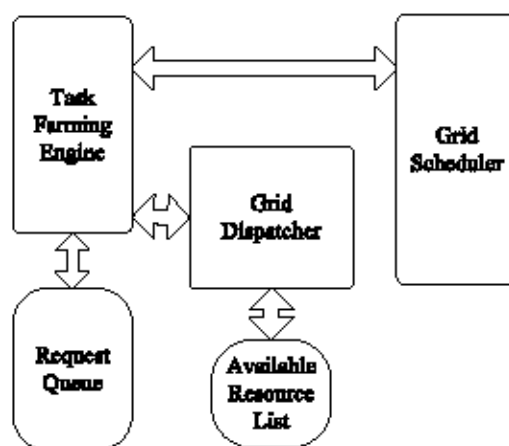 Task
Farming
Engine
Grid
Scheduler
Grid
Dispatcher
Request
Queue
Available
Resource
List